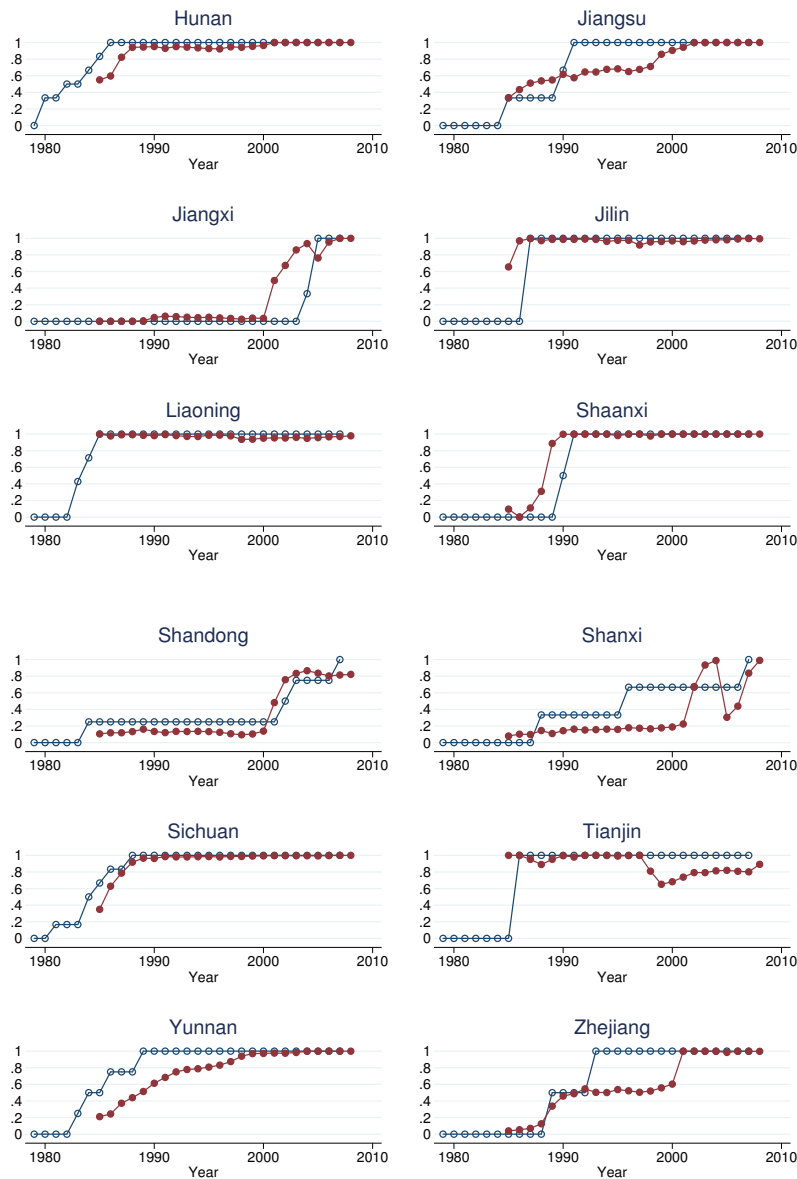 Hunan
1
.8
.6
.4
.2
0
1980 1990 2000 2010
Year
Jiangsu
1
.8
.6
.4
.2
0
1980 1990 2000 2010
Year
Jiangxi
1
.8
.6
.4
.2
0
1980 1990 2000 2010
Year
Jilin
1
.8
.6
.4
.2
0
1980 1990 2000 2010
Year
Liaoning
1
.8
.6
.4
.2
0
1980 1990 2000 2010
Year
Shaanxi
1
.8
.6
.4
.2
0
1980 1990 2000 2010
Year
Shandong
1
.8
.6
.4
.2
0
1980 1990 2000 2010
Year
Shanxi
1
.8
.6
.4
.2
0
1980 1990 2000 2010
Year
Sichuan
1
.8
.6
.4
.2
0
1980 1990 2000 2010
Year
Tianjin
1
.8
.6
.4
.2
0
1980 1990 2000 2010
Year
Yunnan
1
.8
.6
.4
.2
0
1980 1990 2000 2010
Year
Zhejiang
1
.8
.6
.4
.2
0
1980 1990 2000 2010
Year